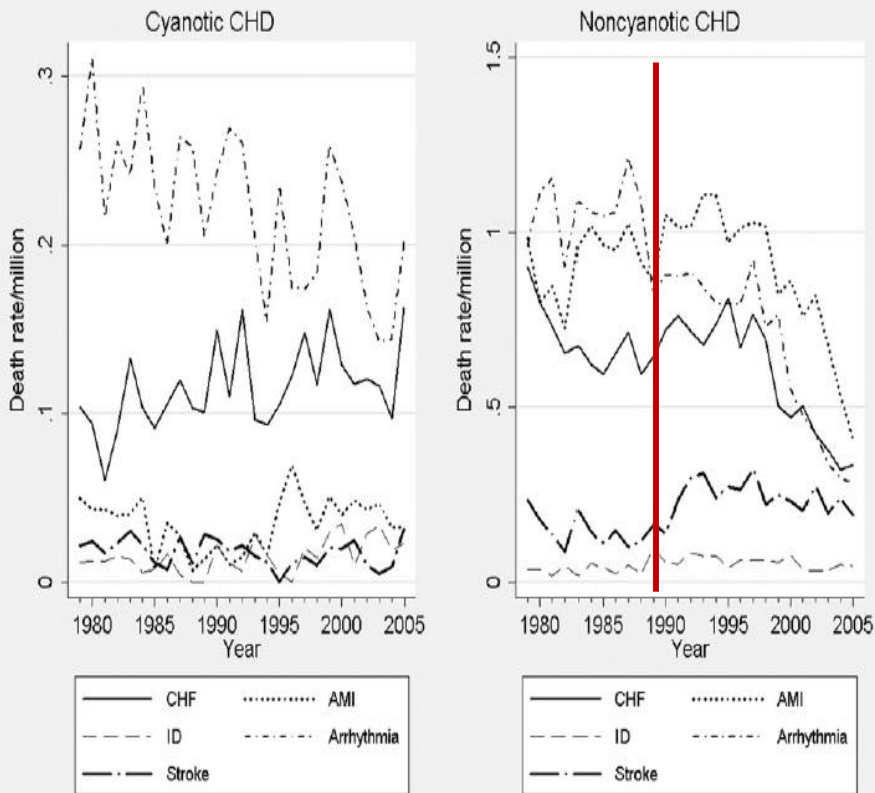 Cyanotic CHD
Death rate/million
.3
.2
.1
0
1980 1985 1990 1995 2000 2005
Year
CHF AMI
ID Arrhythmia
Stroke
Noncyanotic CHD
Death rate/million
1.5
1
.5
0
1980 1985 1990 1995 2000 2005
Year
CHF AMI
ID Arrhythmia
Stroke